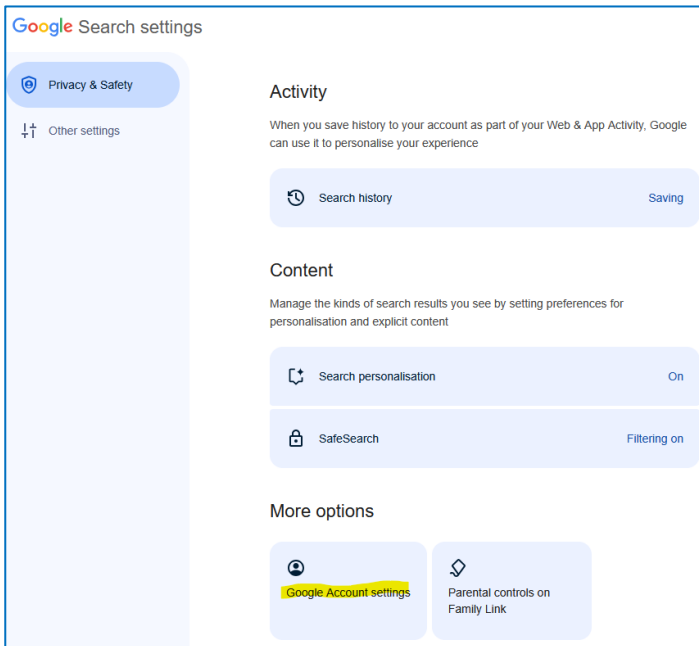 Google Search settings
Privacy & Safety
Other settings
Activity
When you save history to your account as part of your Web & App Activity, Google
can use it to personalise your experience
Search history
Saving
Content
Manage the kinds of search results you see by setting preferences for
personalisation and explicit content
Search personalisation
On
SafeSearch
Filtering on
More options
Google Account settings
Parental controls on
Family Link